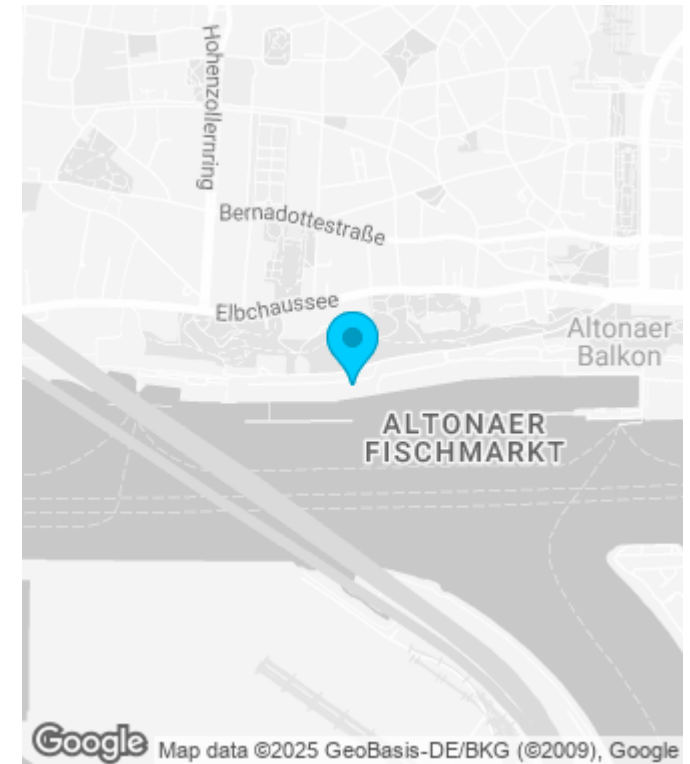 Hohenzollernring
Bernadottestraße
Elbchaussee
Altonaer
Balkon
ALTONAER
FISCHMARKT
Google Map data ©2025 GeoBasis-DE/BKG (©2009), Google